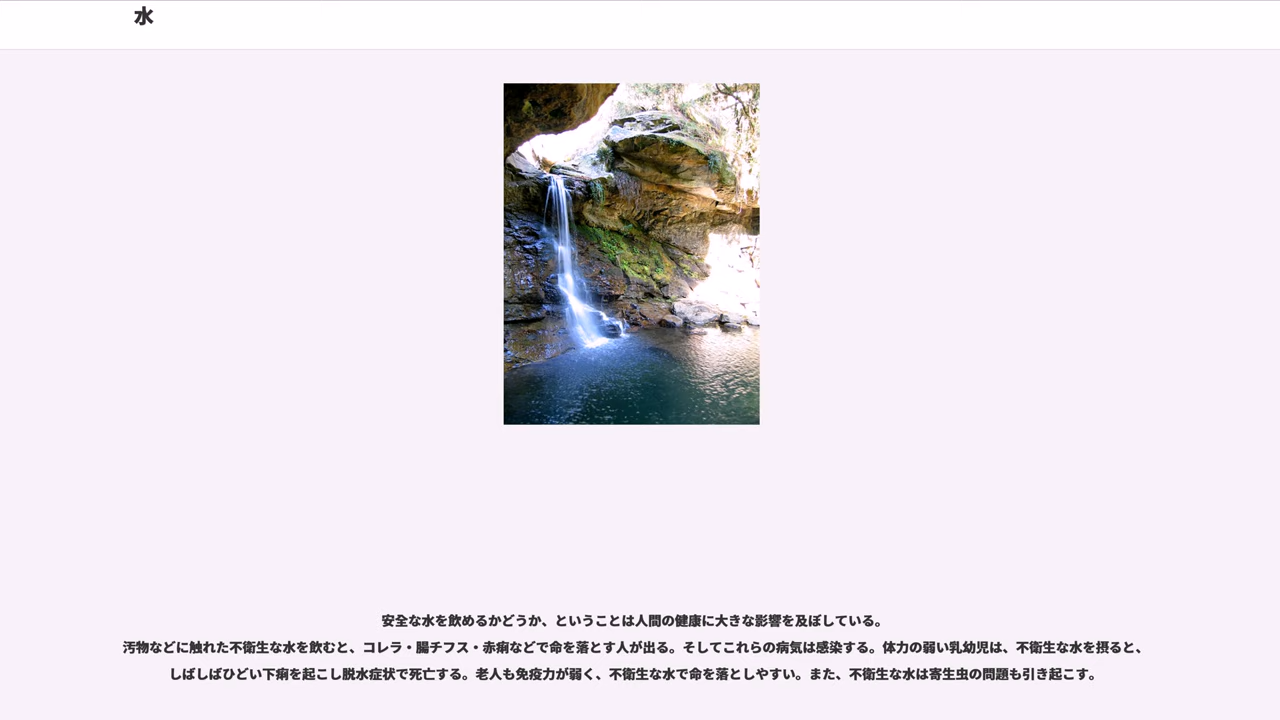 水
安全な水を飲めるかどうか、ということは人間の健康に大きな影響を及ぼしている。
汚物などに触れた不衛生な水を飲むと、コレラ・腸チフス・赤痢などで命を落とす人が出る。そしてこれらの病気は感染する。体力の弱い乳幼児は、不衛生な水を摂ると、
しばしばひどい下痢を起こし脱水症状で死亡する。老人も免疫力が弱く、不衛生な水で命を落としやすい。また、不衛生な水は寄生虫の問題も引き起こす。